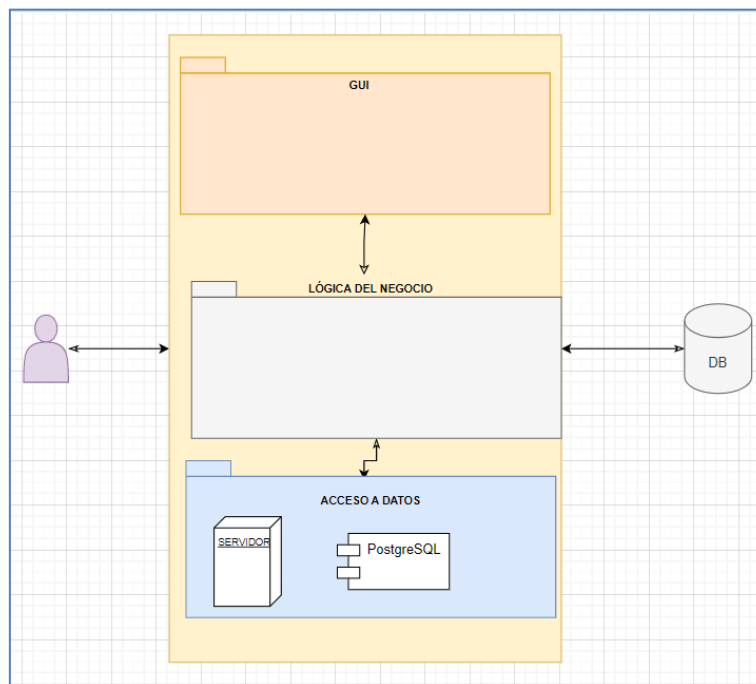 GUI
LÓGICA DEL NEGOCIO
DB
ACCESO A DATOS
SERVIDOR
PostgreSQL